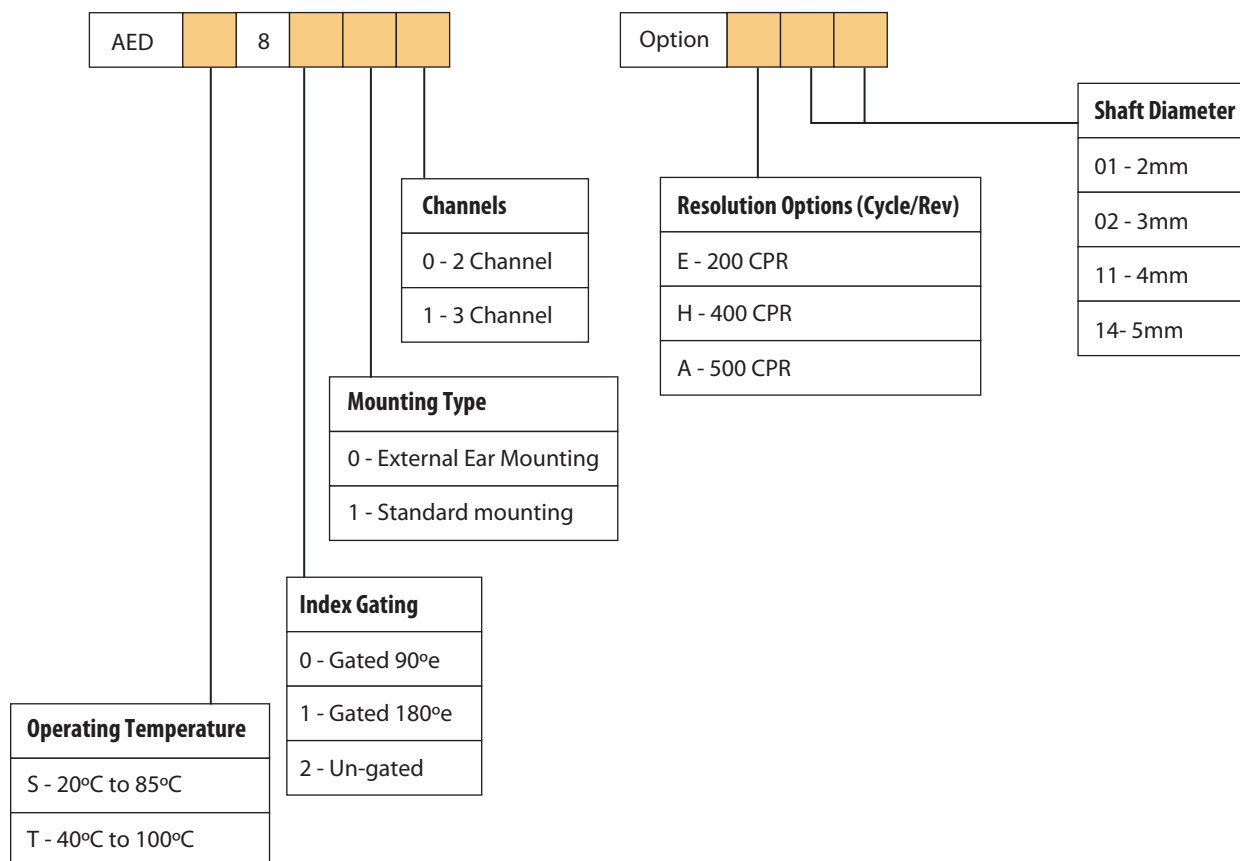 AED 8
Option
Shaft Diameter
01 - 2mm
02 - 3mm
11 - 4mm
14- 5mm
Channels
0 - 2 Channel
1 - 3 Channel
Resolution Options (Cycle/Rev)
E - 200 CPR
H - 400 CPR
A - 500 CPR
Mounting Type
0 - External Ear Mounting
1 - Standard mounting
Index Gating
0 - Gated 90ºe
1 - Gated 180ºe
2 - Un-gated
Operating Temperature
S - 20ºC to 85ºC
T - 40ºC to 100ºC